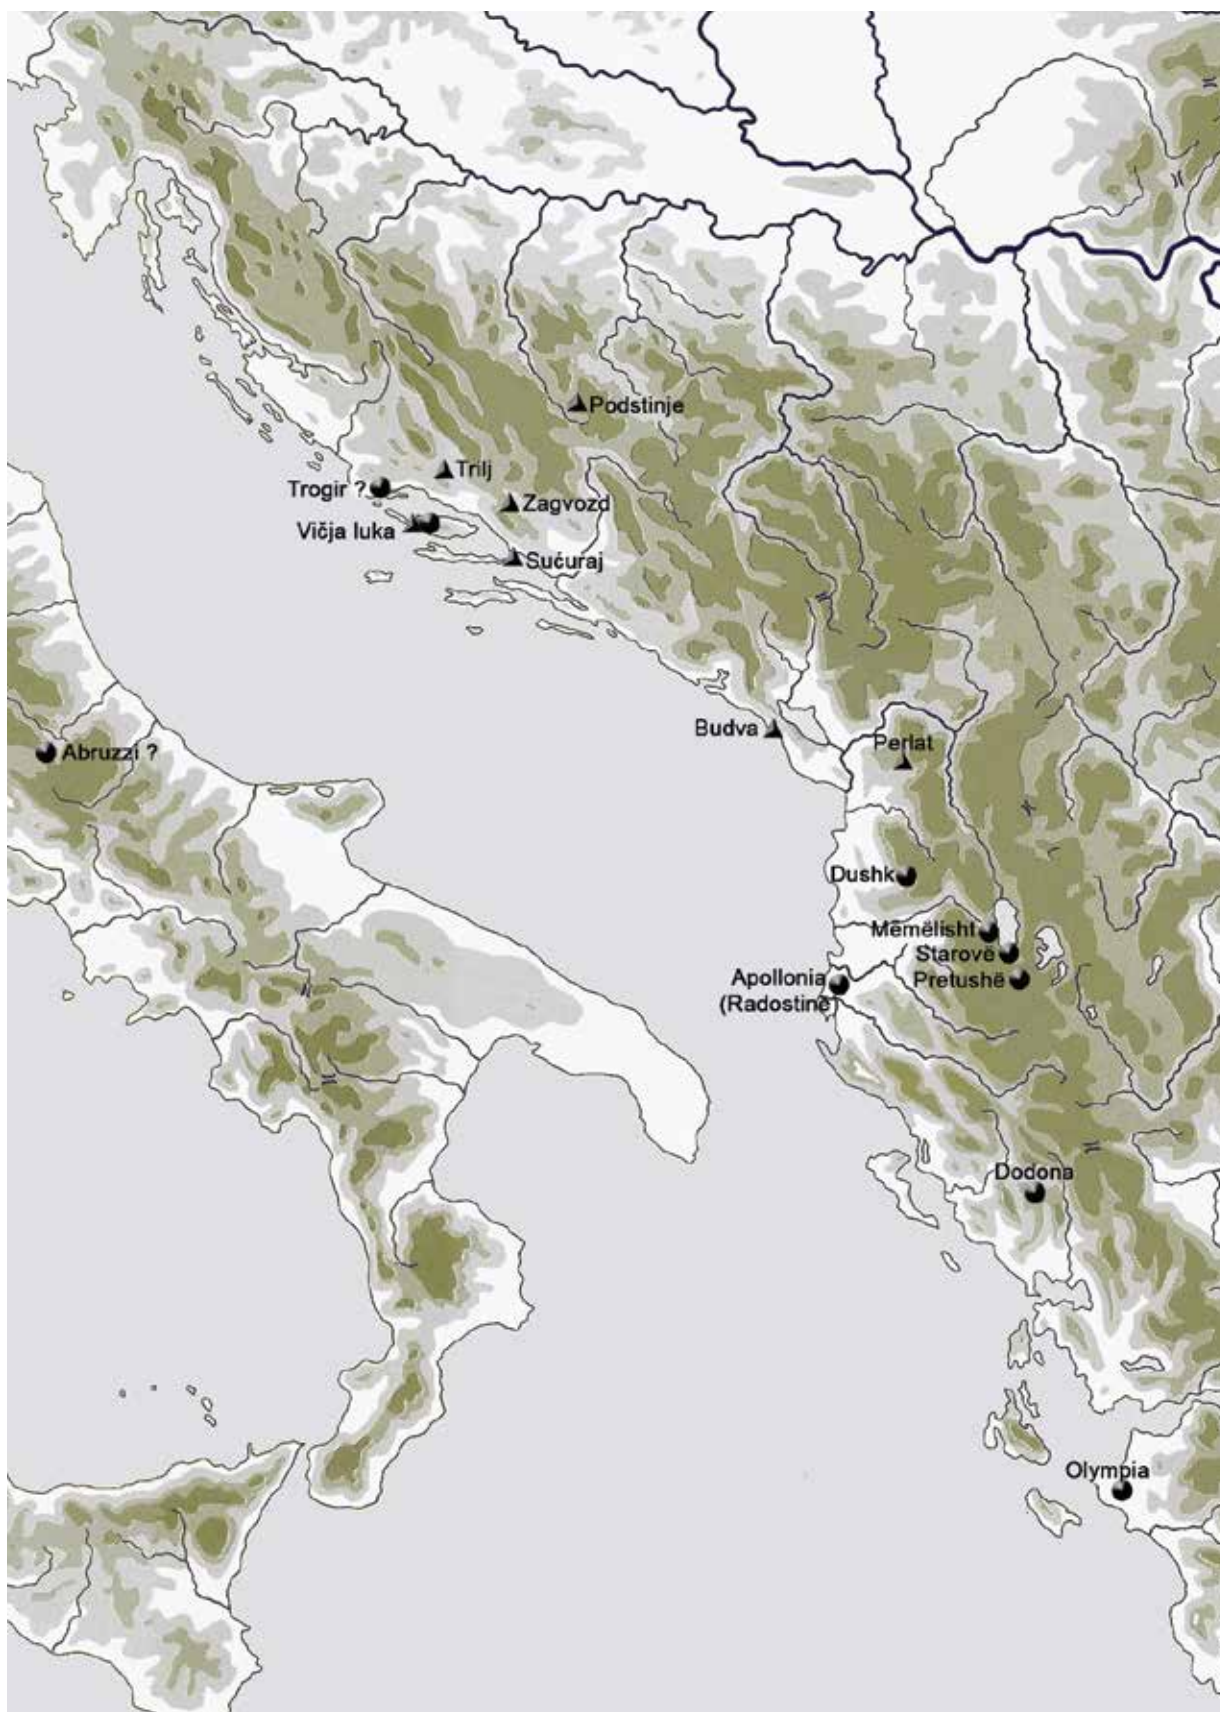 Podstinje
Trilj
Trogir ?
Zagvozd
Vičja luka
Sućuraj
Budva
Perlat
Abruzzi ?
Dushk
Mëmëlisht
Starovë
Pretushë
Apollonia
(Radostinë)
Dodona
Olympia